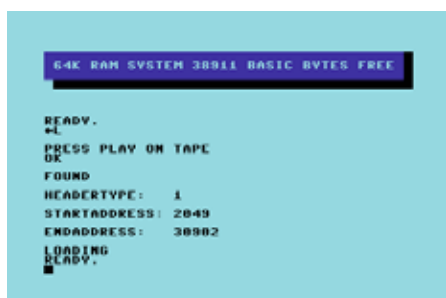 64K RAM SYSTEM 38911 BASIC BYTES FREE
READY.
←L
PRESS PLAY ON TAPE
OK
FOUND
HEADERTYPE: 1
STARTADDRESS: 2049
ENDADDRESS: 30902
LOADING
READY.